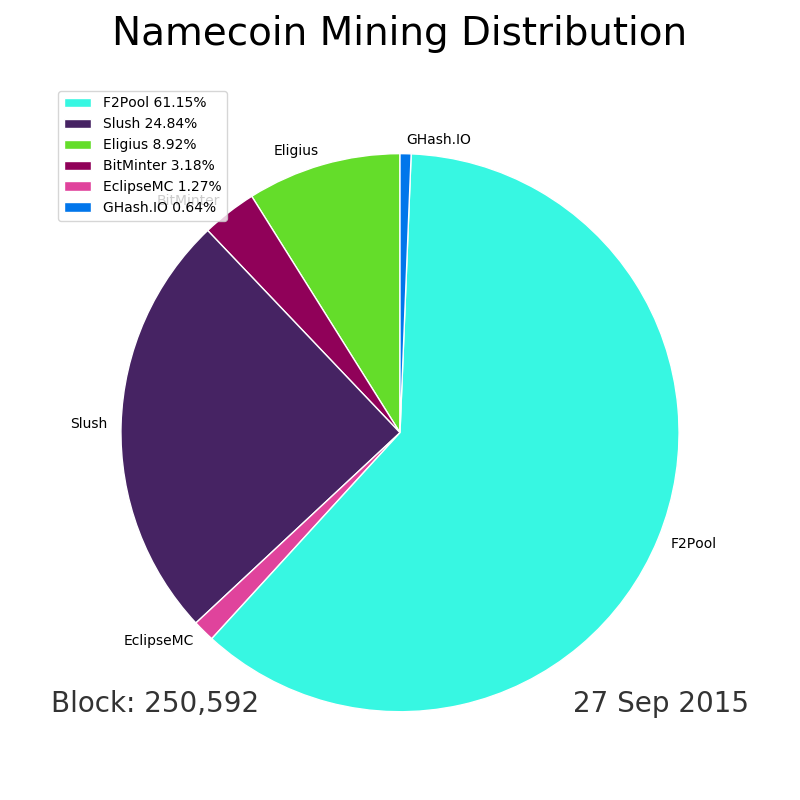 Namecoin Mining Distribution
F2Pool 61.15%
Slush 24.84%
Eligius 8.92%
BitMinter 3.18%
EclipseMC 1.27%
GHash.IO 0.64%
GHash.IO
Eligius
BitMinter
Slush
F2Pool
EclipseMC
Block: 250,592
27 Sep 2015